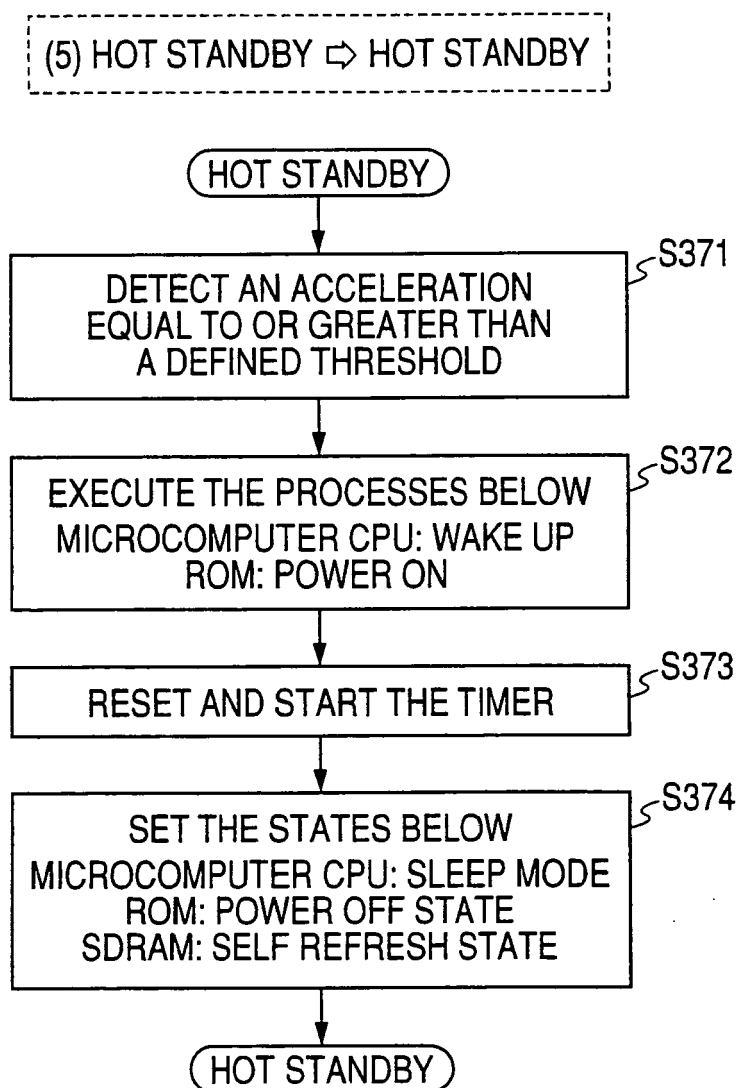 (5) HOT STANDBY ⇨ HOT STANDBY
HOT STANDBY
S371
DETECT AN ACCELERATION
EQUAL TO OR GREATER THAN
A DEFINED THRESHOLD
S372
EXECUTE THE PROCESSES BELOW
MICROCOMPUTER CPU: WAKE UP
ROM: POWER ON
S373
RESET AND START THE TIMER
S374
SET THE STATES BELOW
MICROCOMPUTER CPU: SLEEP MODE
ROM: POWER OFF STATE
SDRAM: SELF REFRESH STATE
HOT STANDBY